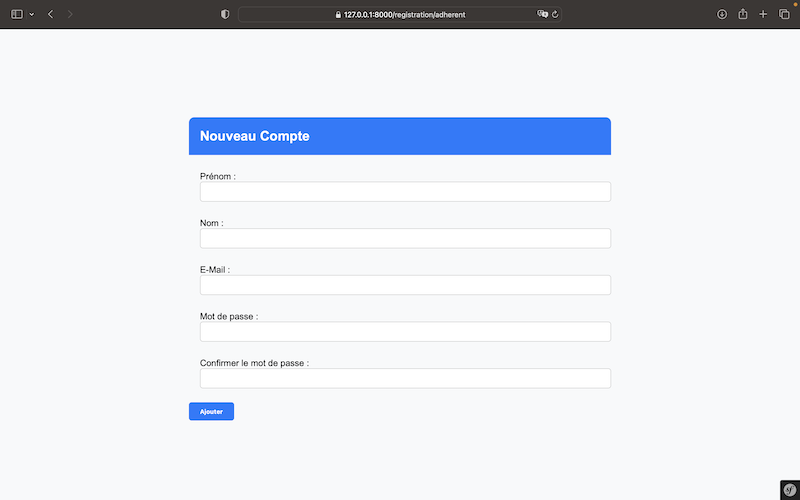 127.0.0.1:8000/registration/adherent
Nouveau Compte
Prénom :
Nom :
E-Mail :
Mot de passe :
Confirmer le mot de passe :
Ajouter